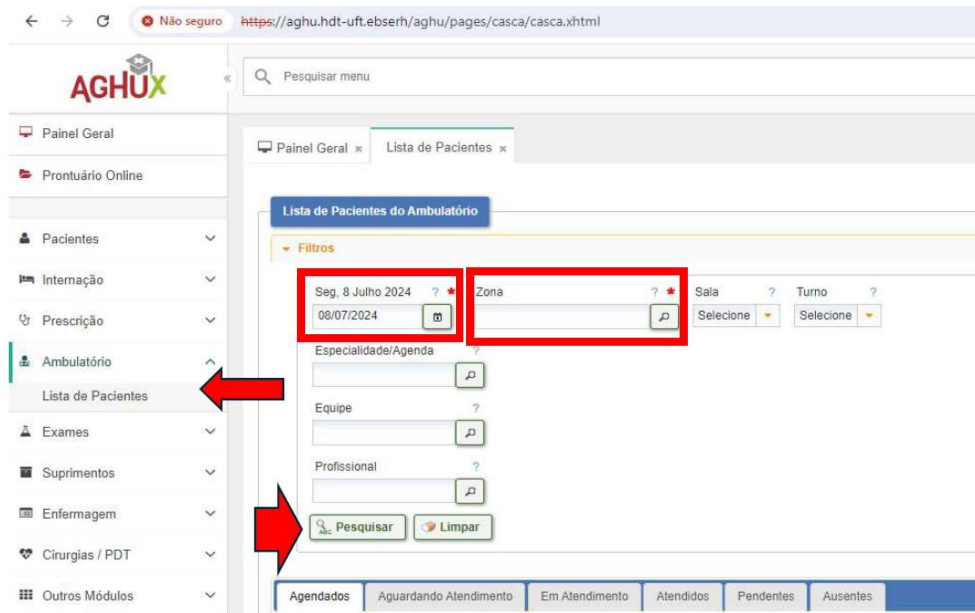 Não seguro https://aghu.hdt-uft.ebserh/aghu/pages/casca/casca.xhtml
AGHUX
Pesquisar menu
Painel Geral
Prontuário Online
Pacientes
Internação
Prescrição
Ambulatório
Lista de Pacientes
Exames
Suprimentos
Enfermagem
Cirurgias / PDT
Outros Módulos
Painel Geral Lista de Pacientes
Lista de Pacientes do Ambulatório
Filtros
Seg, 8 Julho 2024 ? * Zona ? * Sala ? Turno ?
08/07/2024 Selecione Selecione
Especialidade/Agenda ?
Equipe ?
Profissional ?
ABC Pesquisar Limpar
Agendados Aguardando Atendimento Em Atendimento Atendidos Pendentes Ausentes